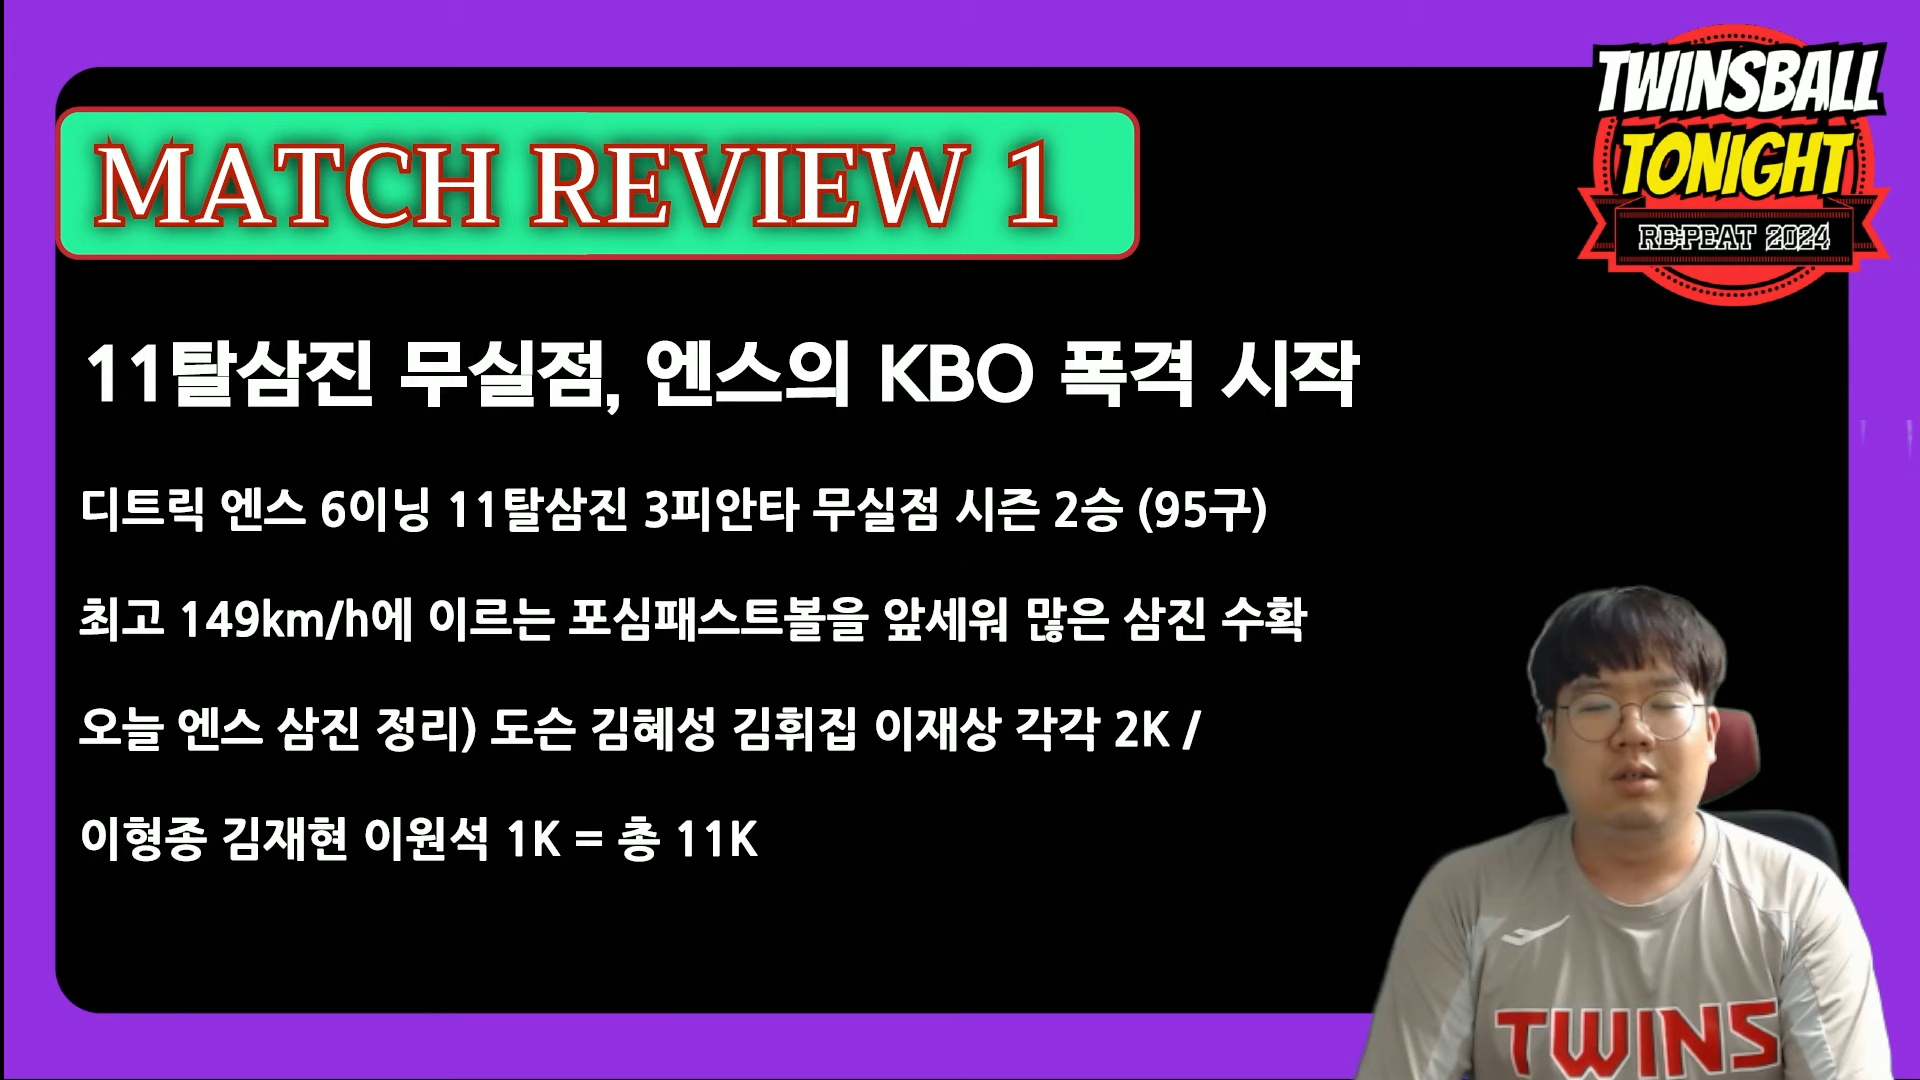 TWINSBALL
TONIGHT
RE:PEAT 2024
MATCH REVIEW 1
11탈삼진 무실점, 엔스의 KBO 폭격 시작
디트릭 엔스 6이닝 11탈삼진 3피안타 무실점 시즌 2승 (95구)
최고 149km/h에 이르는 포심패스트볼을 앞세워 많은 삼진 수확
오늘 엔스 삼진 정리) 도슨 김혜성 김휘집 이재상 각각 2K /
이형종 김재현 이원석 1K = 총 11K
TWINS